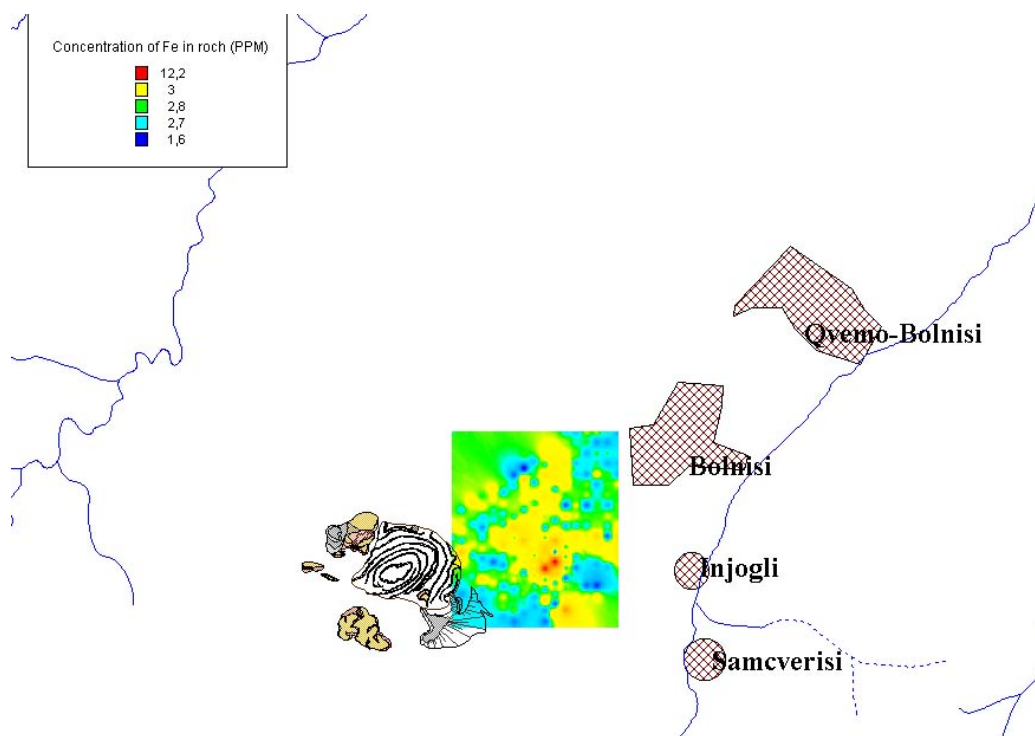 Concentration of Fe in roch (PPM)
12,2
3
2,8
2,7
1,6
Qvemo-Bolnisi
Bolnisi
Injogli
Samcverisi